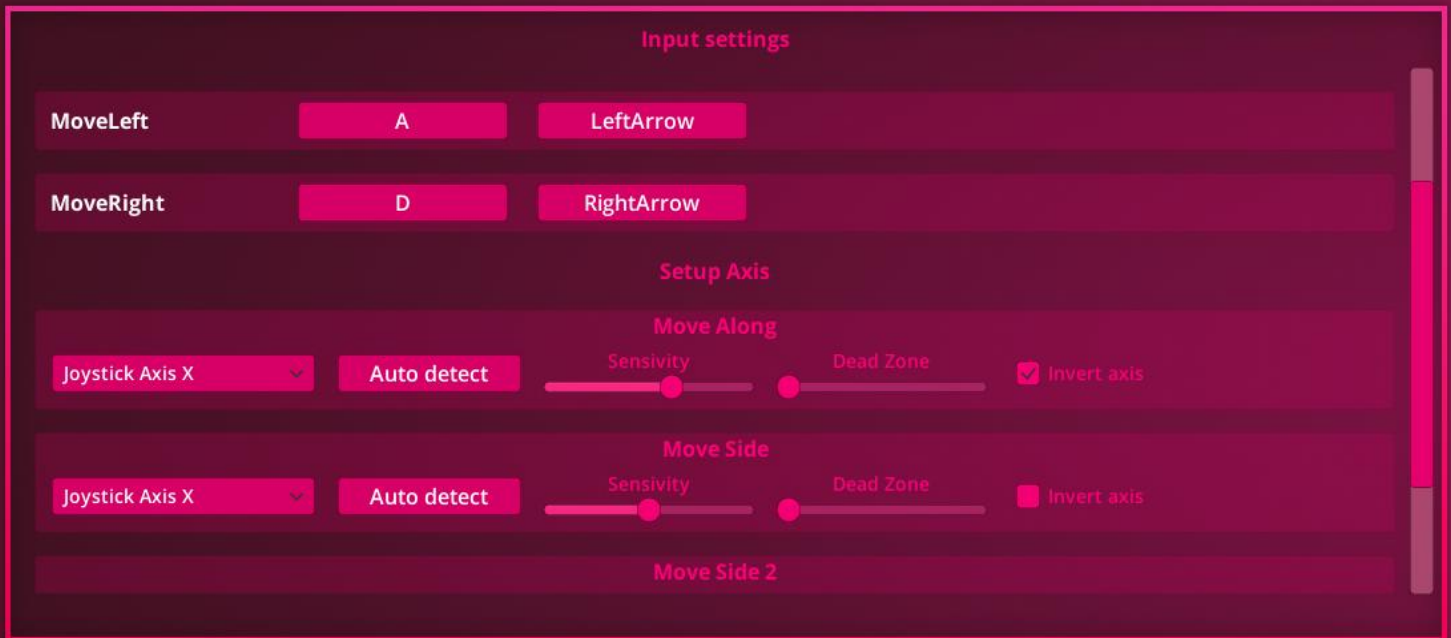 Input settings
MoveLeft A LeftArrow
MoveRight D RightArrow
Setup Axis
Move Along
Joystick Axis X Auto detect Sensivity Dead Zone Invert axis
Move Side
Joystick Axis X Auto detect Sensivity Dead Zone Invert axis
Move Side 2